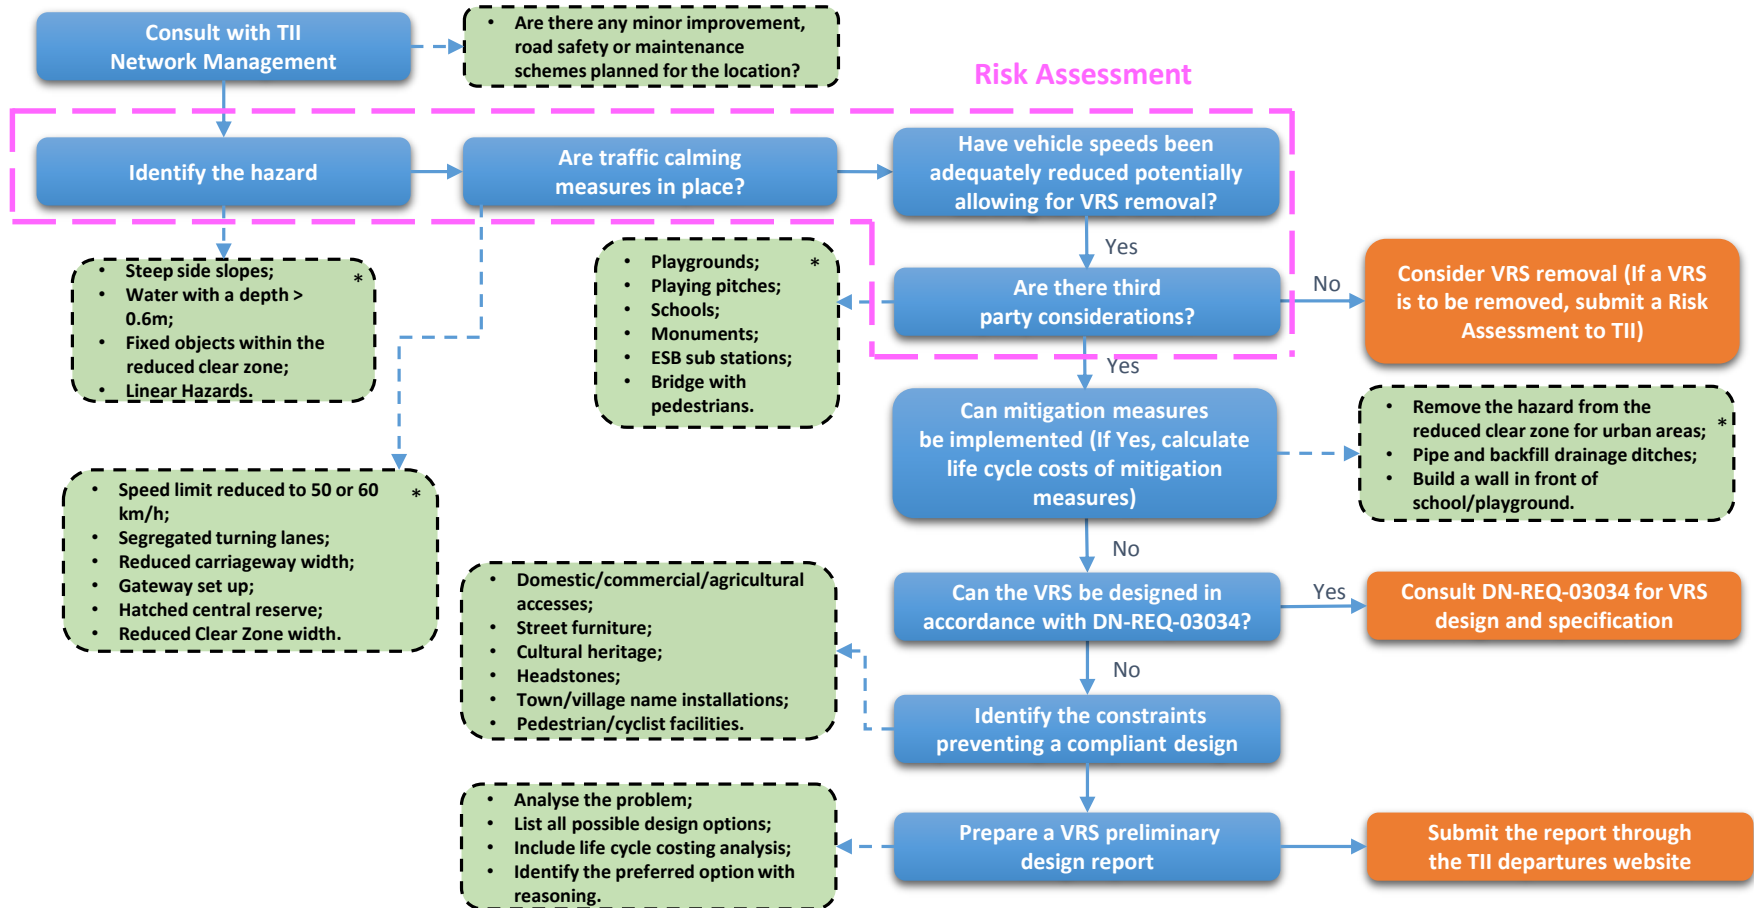 Consult with TII
Network Management
• Are there any minor improvement,
road safety or maintenance
schemes planned for the location?
Risk Assessment
Identify the hazard
Are traffic calming
measures in place?
Have vehicle speeds been
adequately reduced potentially
allowing for VRS removal?
Yes
• Steep side slopes; *
• Water with a depth >
0.6m;
• Fixed objects within the
reduced clear zone;
• Linear Hazards.
• Playgrounds; *
• Playing pitches;
• Schools;
• Monuments;
• ESB sub stations;
• Bridge with
pedestrians.
Are there third
party considerations?
No
Consider VRS removal (If a VRS
is to be removed, submit a Risk
Assessment to TII)
Yes
Can mitigation measures
be implemented (If Yes, calculate
life cycle costs of mitigation
measures)
• Remove the hazard from the
reduced clear zone for urban areas; *
• Pipe and backfill drainage ditches;
• Build a wall in front of
school/playground.
• Speed limit reduced to 50 or 60 *
km/h;
• Segregated turning lanes;
• Reduced carriageway width;
• Gateway set up;
• Hatched central reserve;
• Reduced Clear Zone width.
No
• Domestic/commercial/agricultural
accesses;
• Street furniture;
• Cultural heritage;
• Headstones;
• Town/village name installations;
• Pedestrian/cyclist facilities.
Can the VRS be designed in
accordance with DN-REQ-03034?
Yes
Consult DN-REQ-03034 for VRS
design and specification
No
Identify the constraints
preventing a compliant design
• Analyse the problem;
• List all possible design options;
• Include life cycle costing analysis;
• Identify the preferred option with
reasoning.
Prepare a VRS preliminary
design report
Submit the report through
the TII departures website